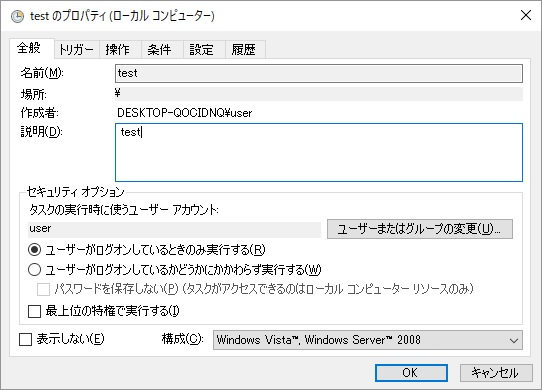 test のプロパティ (ローカル コンピューター)
全般 トリガー 操作 条件 設定 履歴
名前(M): test
場所: ¥
作成者: DESKTOP-QOCIDNQ¥user
説明(D): test
セキュリティ オプション
タスクの実行時に使うユーザー アカウント:
user ユーザーまたはグループの変更(U)...
ユーザーがログオンしているときのみ実行する(R)
ユーザーがログオンしているかどうかにかかわらず実行する(W)
パスワードを保存しない(P) (タスクがアクセスできるのはローカル コンピューター リソースのみ)
最上位の特権で実行する(I)
表示しない(E) 構成(C): Windows Vista™, Windows Server™ 2008
OK キャンセル